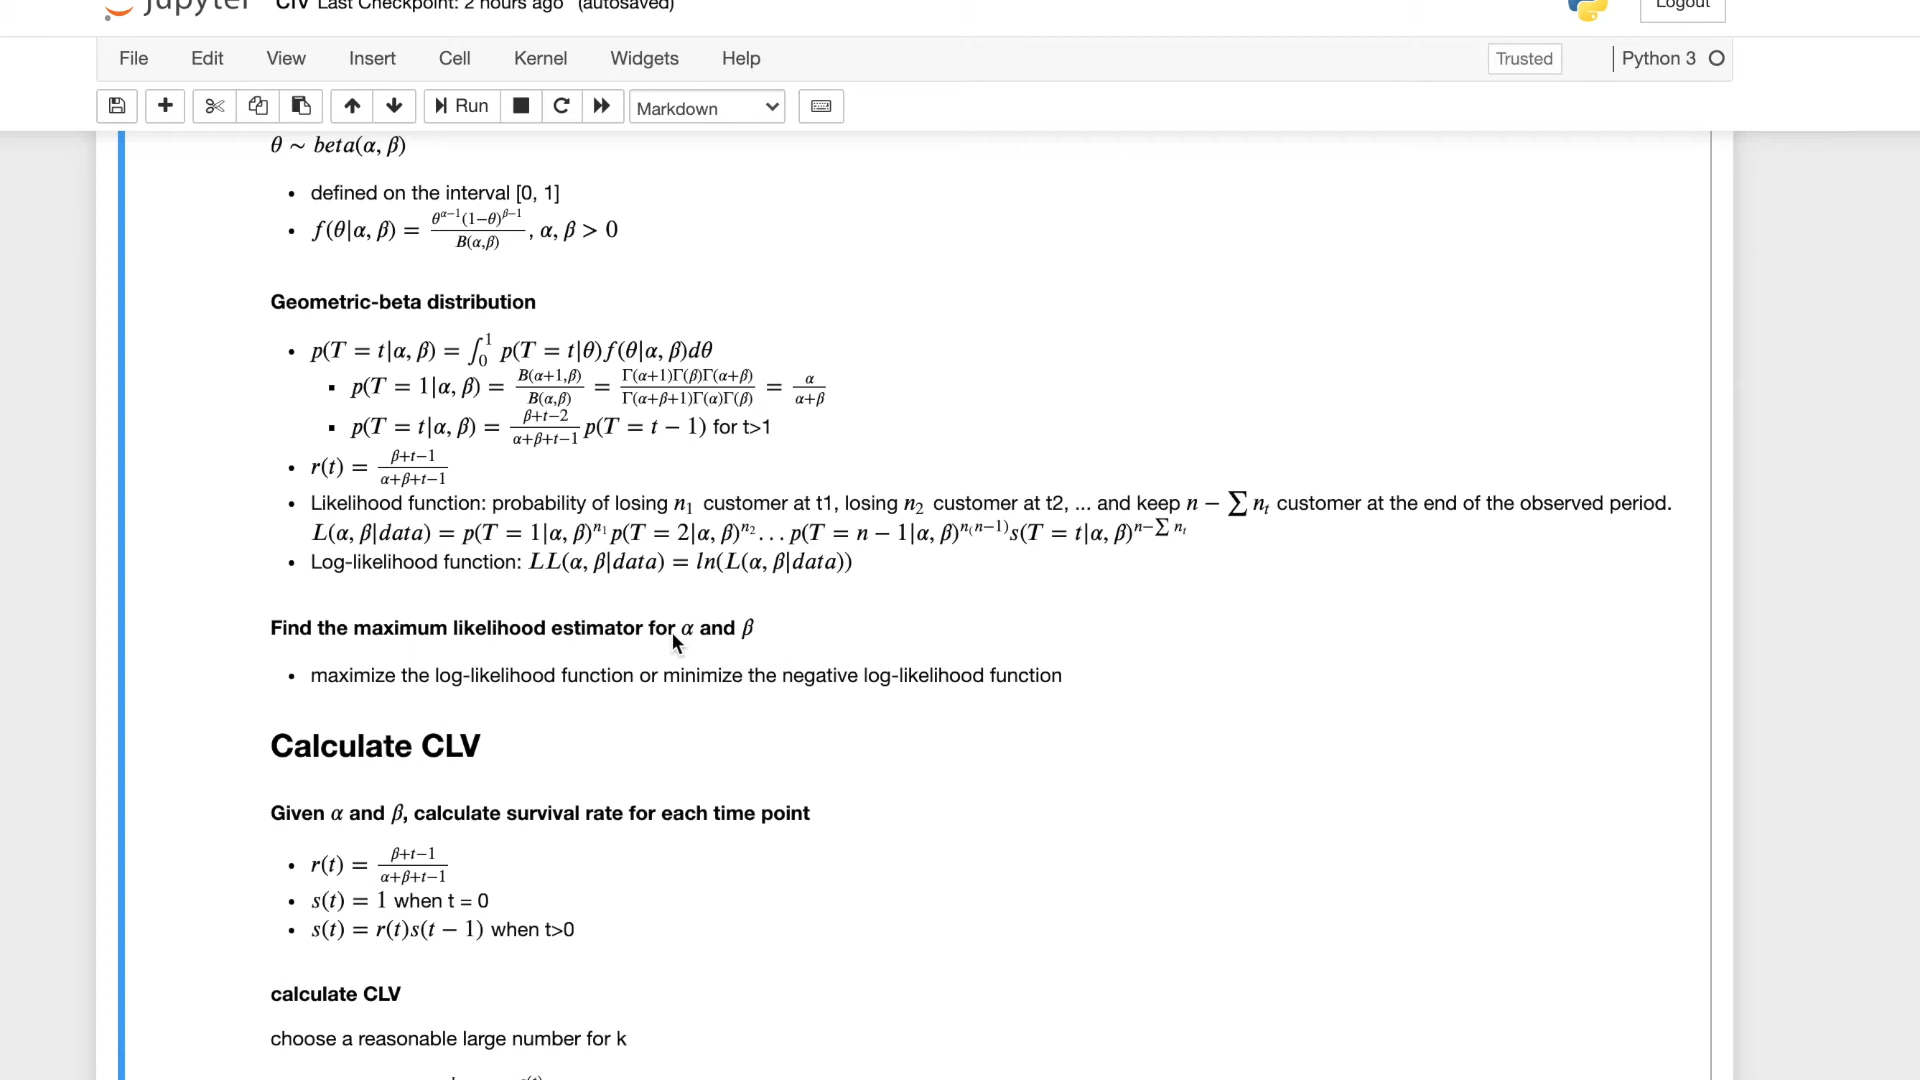 Jupyter CIV Last Checkpoint: 2 hours ago (autosaved) Logout
File Edit View Insert Cell Kernel Widgets Help Trusted Python 3
Run Markdown
θ ~ beta(α, β)
• defined on the interval [0, 1]
• f(θ|α, β) = θ^{α−1}(1−θ)^{β−1} / B(α,β) , α, β > 0
Geometric-beta distribution
• p(T = t|α, β) = ∫₀¹ p(T = t|θ)f(θ|α, β)dθ
▪ p(T = 1|α, β) = B(α+1,β) / B(α,β) = Γ(α+1)Γ(β)Γ(α+β) / Γ(α+β+1)Γ(α)Γ(β) = α / α+β
▪ p(T = t|α, β) = β+t−2 / α+β+t−1 p(T = t − 1) for t>1
• r(t) = β+t−1 / α+β+t−1
• Likelihood function: probability of losing n₁ customer at t1, losing n₂ customer at t2, ... and keep n − ∑ nₜ customer at the end of the observed period.
L(α, β|data) = p(T = 1|α, β)^{n₁} p(T = 2|α, β)^{n₂} . . . p(T = n − 1|α, β)^{n(n−1)} s(T = t|α, β)^{n−∑ nₜ}
• Log-likelihood function: LL(α, β|data) = ln(L(α, β|data))
Find the maximum likelihood estimator for α and β
• maximize the log-likelihood function or minimize the negative log-likelihood function
Calculate CLV
Given α and β, calculate survival rate for each time point
• r(t) = β+t−1 / α+β+t−1
• s(t) = 1 when t = 0
• s(t) = r(t)s(t − 1) when t>0
calculate CLV
choose a reasonable large number for k